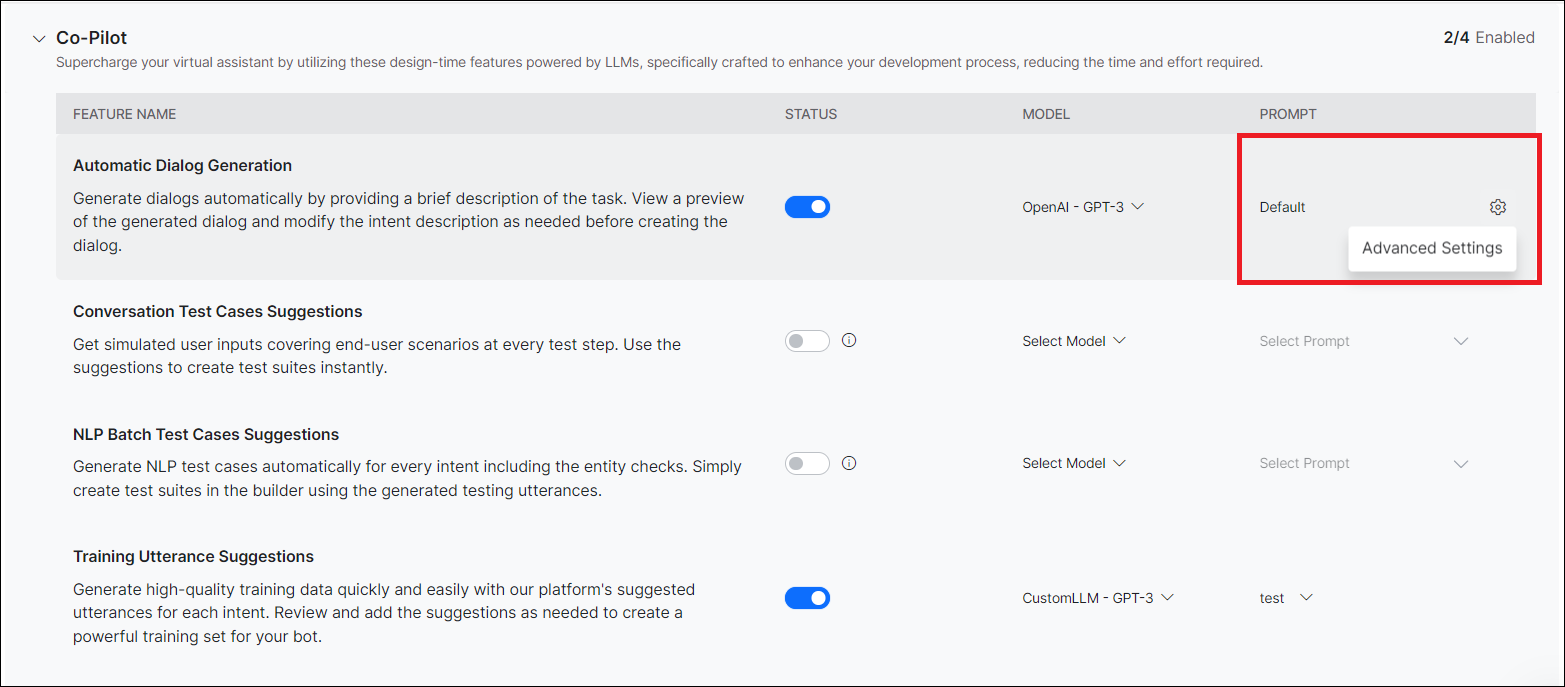 Co-Pilot
2/4 Enabled
Supercharge your virtual assistant by utilizing these design-time features powered by LLMs, specifically crafted to enhance your development process, reducing the time and effort required.
FEATURE NAME STATUS MODEL PROMPT
Automatic Dialog Generation
Generate dialogs automatically by providing a brief description of the task. View a preview
of the generated dialog and modify the intent description as needed before creating the
dialog.
OpenAI - GPT-3
Default
Advanced Settings
Conversation Test Cases Suggestions
Get simulated user inputs covering end-user scenarios at every test step. Use the
suggestions to create test suites instantly.
Select Model
Select Prompt
NLP Batch Test Cases Suggestions
Generate NLP test cases automatically for every intent including the entity checks. Simply
create test suites in the builder using the generated testing utterances.
Select Model
Select Prompt
Training Utterance Suggestions
Generate high-quality training data quickly and easily with our platform's suggested
utterances for each intent. Review and add the suggestions as needed to create a
powerful training set for your bot.
CustomLLM - GPT-3
test